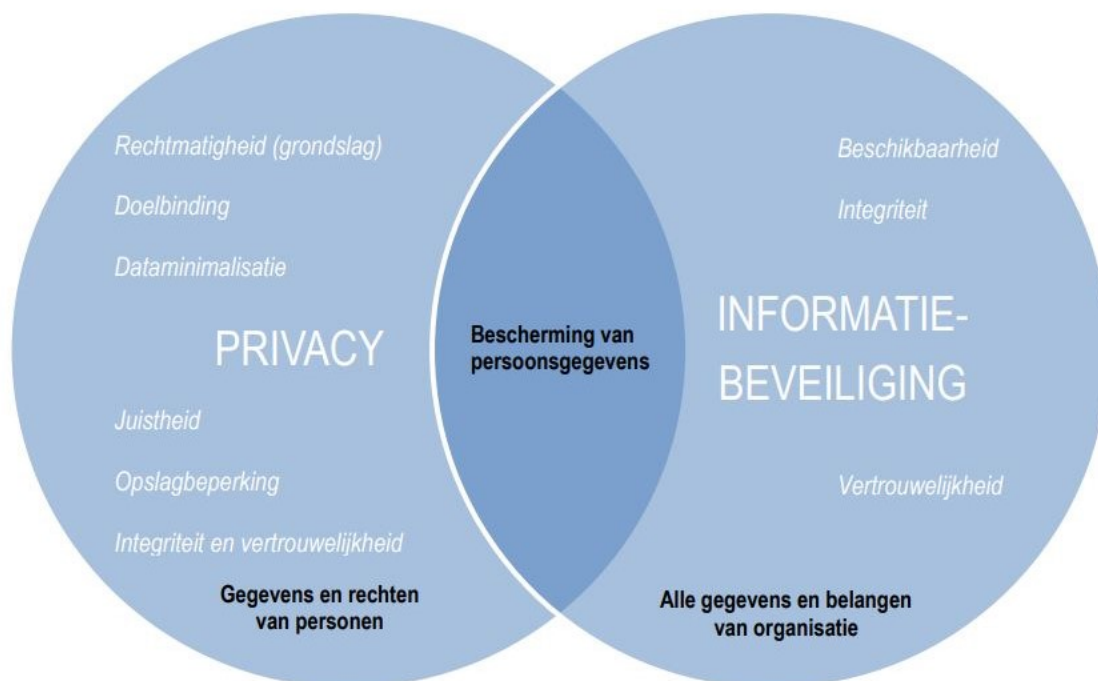 Rechtmatigheid (grondslag)
Doelbinding
Dataminimalisatie
PRIVACY
Juistheid
Opslagbeperking
Integriteit en vertrouwelijkheid
Gegevens en rechten
van personen
Bescherming van
persoonsgegevens
Beschikbaarheid
Integriteit
INFORMATIE-
BEVEILIGING
Vertrouwelijkheid
Alle gegevens en belangen
van organisatie